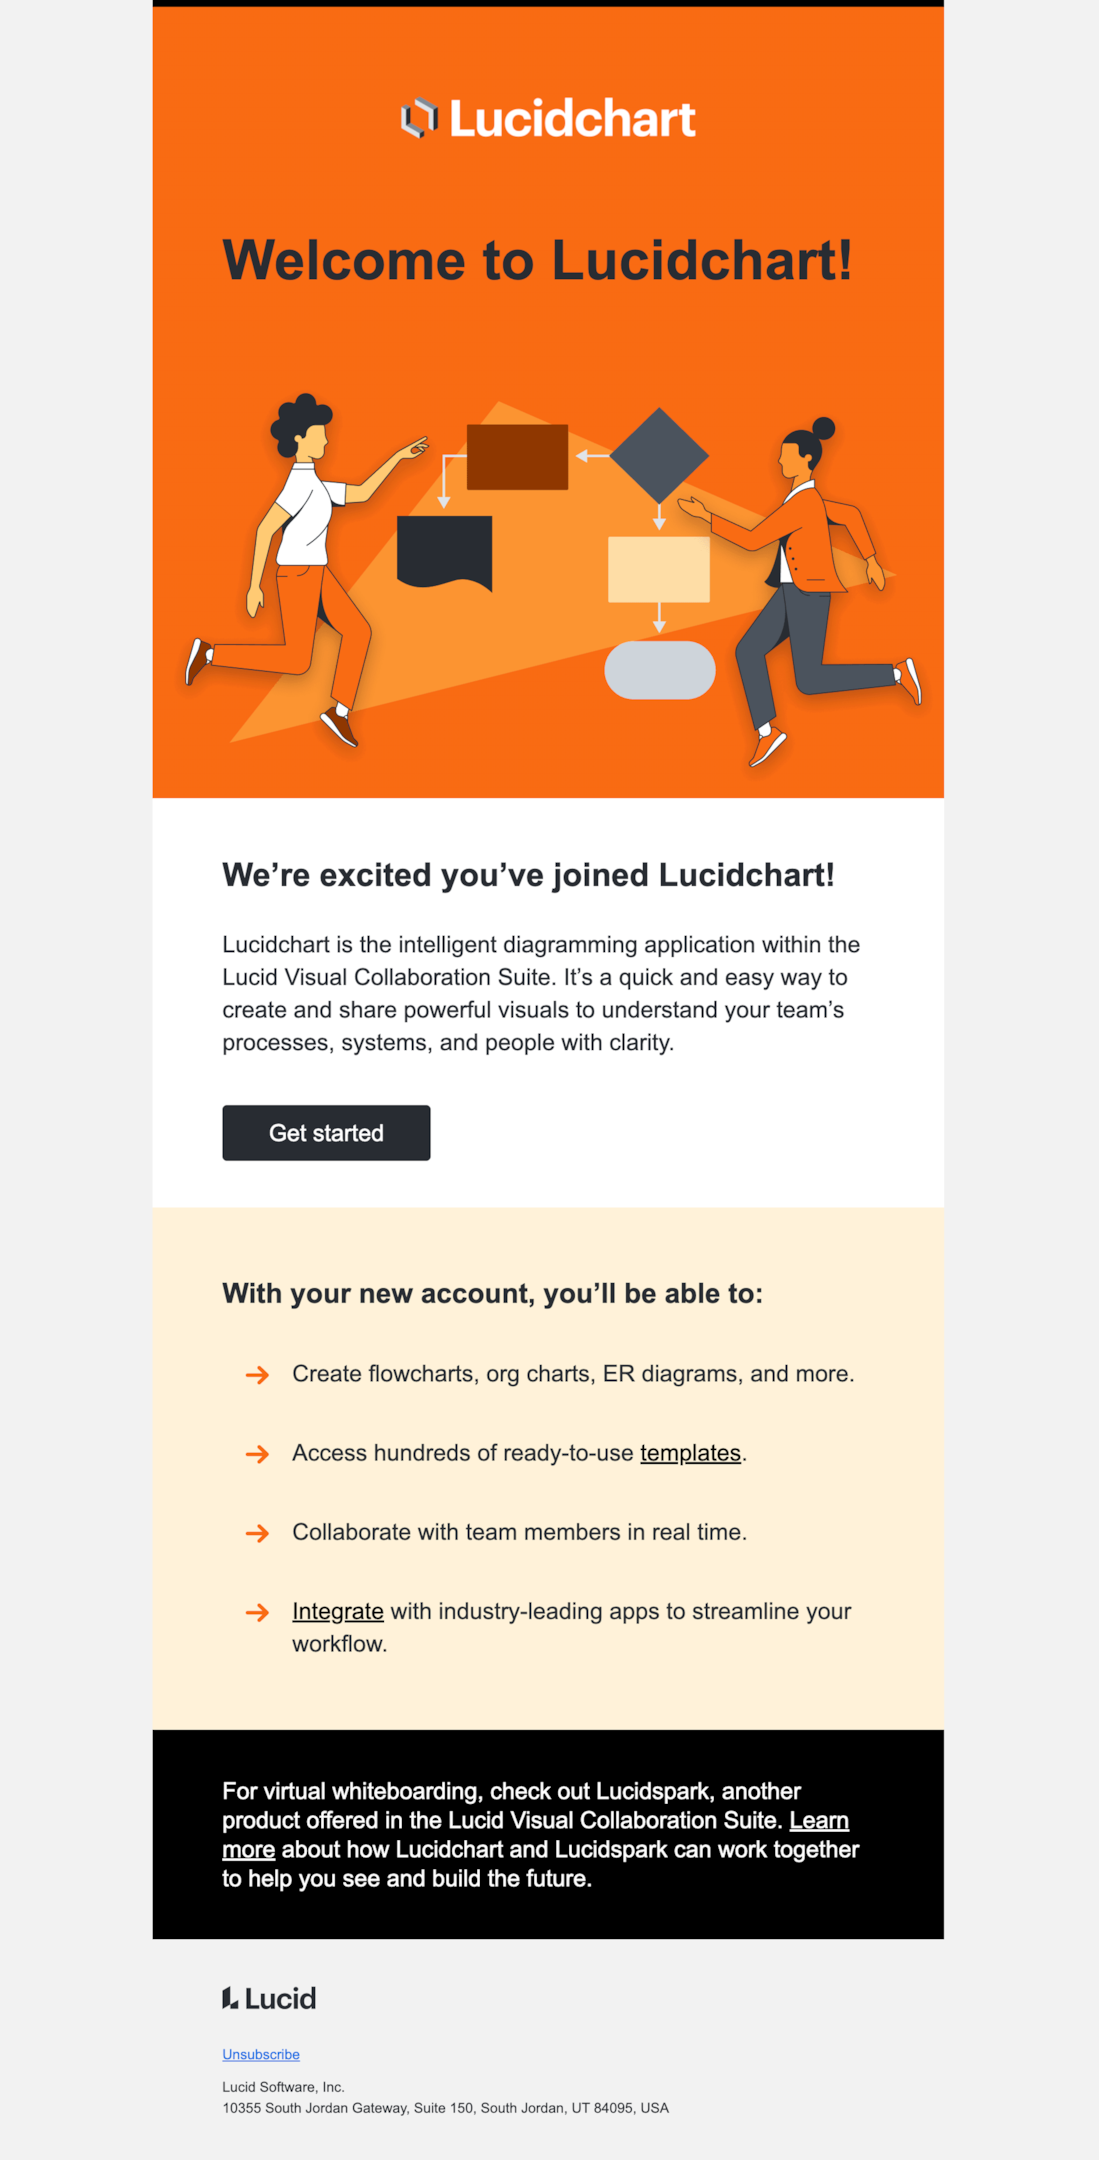 Lucidchart
Welcome to Lucidchart!
We’re excited you’ve joined Lucidchart!
Lucidchart is the intelligent diagramming application within the
Lucid Visual Collaboration Suite. It’s a quick and easy way to
create and share powerful visuals to understand your team’s
processes, systems, and people with clarity.
Get started
With your new account, you’ll be able to:
Create flowcharts, org charts, ER diagrams, and more.
Access hundreds of ready-to-use templates.
Collaborate with team members in real time.
Integrate with industry-leading apps to streamline your
workflow.
For virtual whiteboarding, check out Lucidspark, another
product offered in the Lucid Visual Collaboration Suite. Learn
more about how Lucidchart and Lucidspark can work together
to help you see and build the future.
Lucid
Unsubscribe
Lucid Software, Inc.
10355 South Jordan Gateway, Suite 150, South Jordan, UT 84095, USA